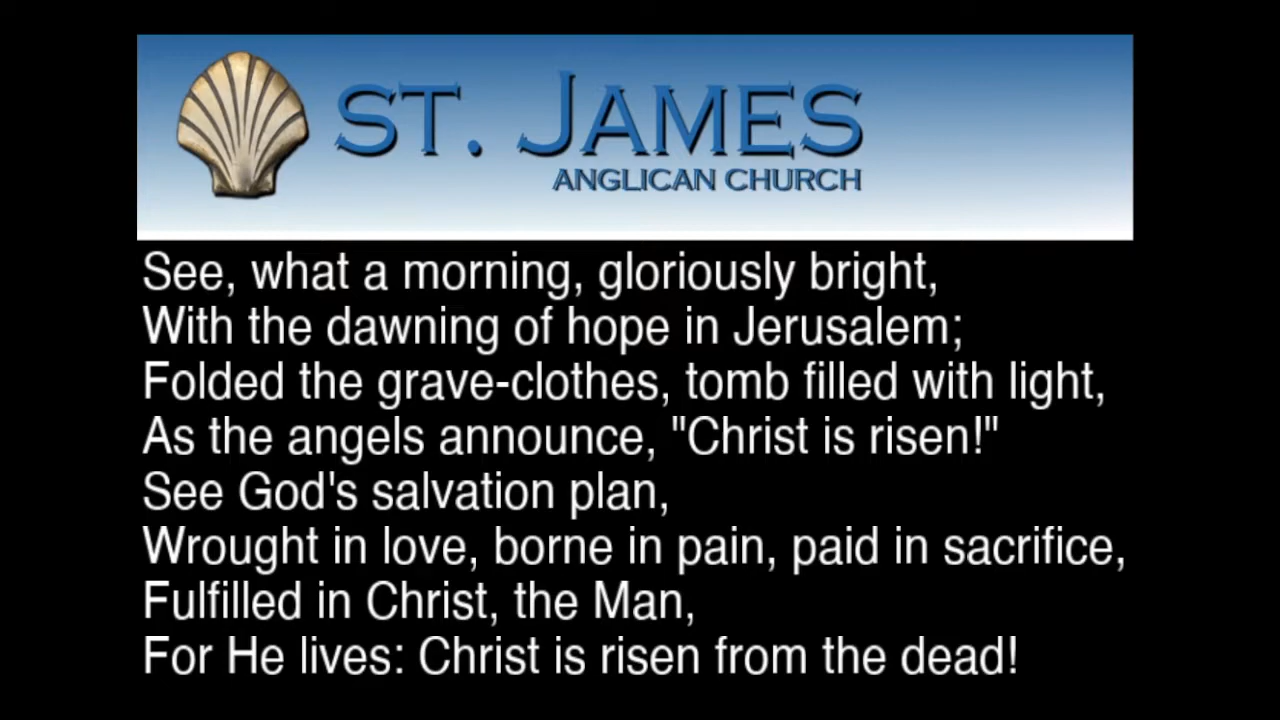 ST. JAMES
ANGLICAN CHURCH
See, what a morning, gloriously bright,
With the dawning of hope in Jerusalem;
Folded the grave-clothes, tomb filled with light,
As the angels announce, "Christ is risen!"
See God's salvation plan,
Wrought in love, borne in pain, paid in sacrifice,
Fulfilled in Christ, the Man,
For He lives: Christ is risen from the dead!